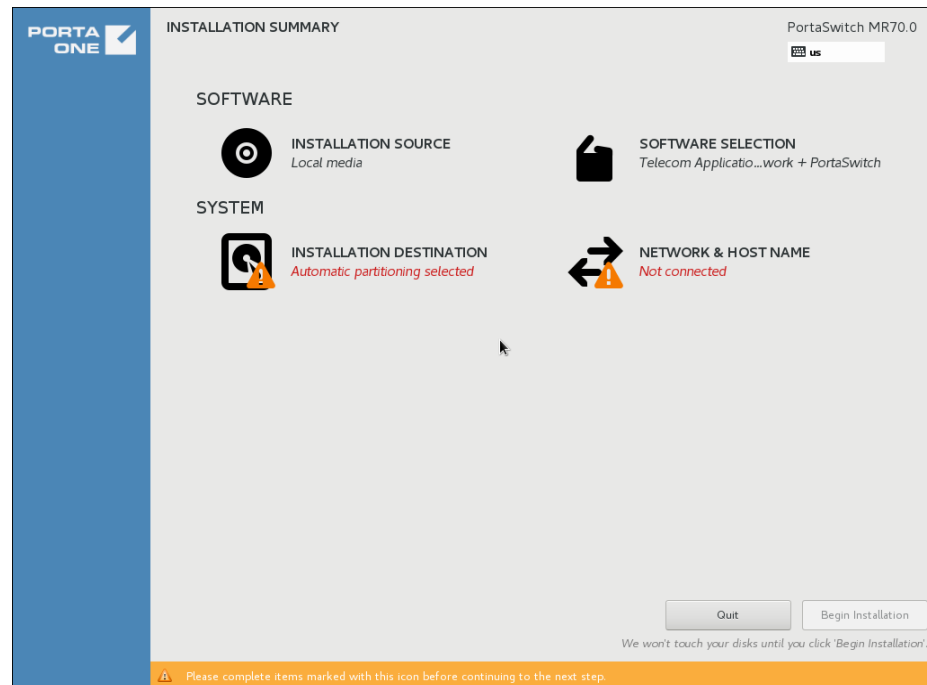 PORTA
ONE
INSTALLATION SUMMARY
PortaSwitch MR70.0
us
SOFTWARE
INSTALLATION SOURCE
Local media
SOFTWARE SELECTION
Telecom Applicatio...work + PortaSwitch
SYSTEM
INSTALLATION DESTINATION
Automatic partitioning selected
NETWORK & HOST NAME
Not connected
Quit
Begin Installation
We won't touch your disks until you click 'Begin Installation'.
Please complete items marked with this icon before continuing to the next step.